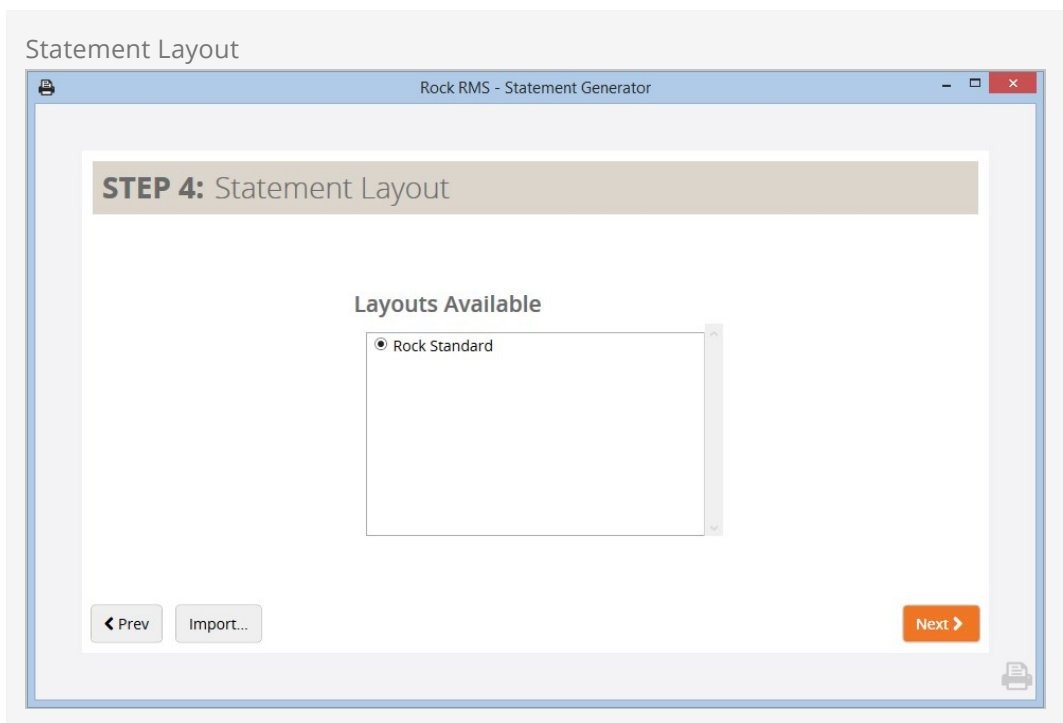 Statement Layout
Rock RMS - Statement Generator
STEP 4: Statement Layout
Layouts Available
Rock Standard
Prev
Import...
Next